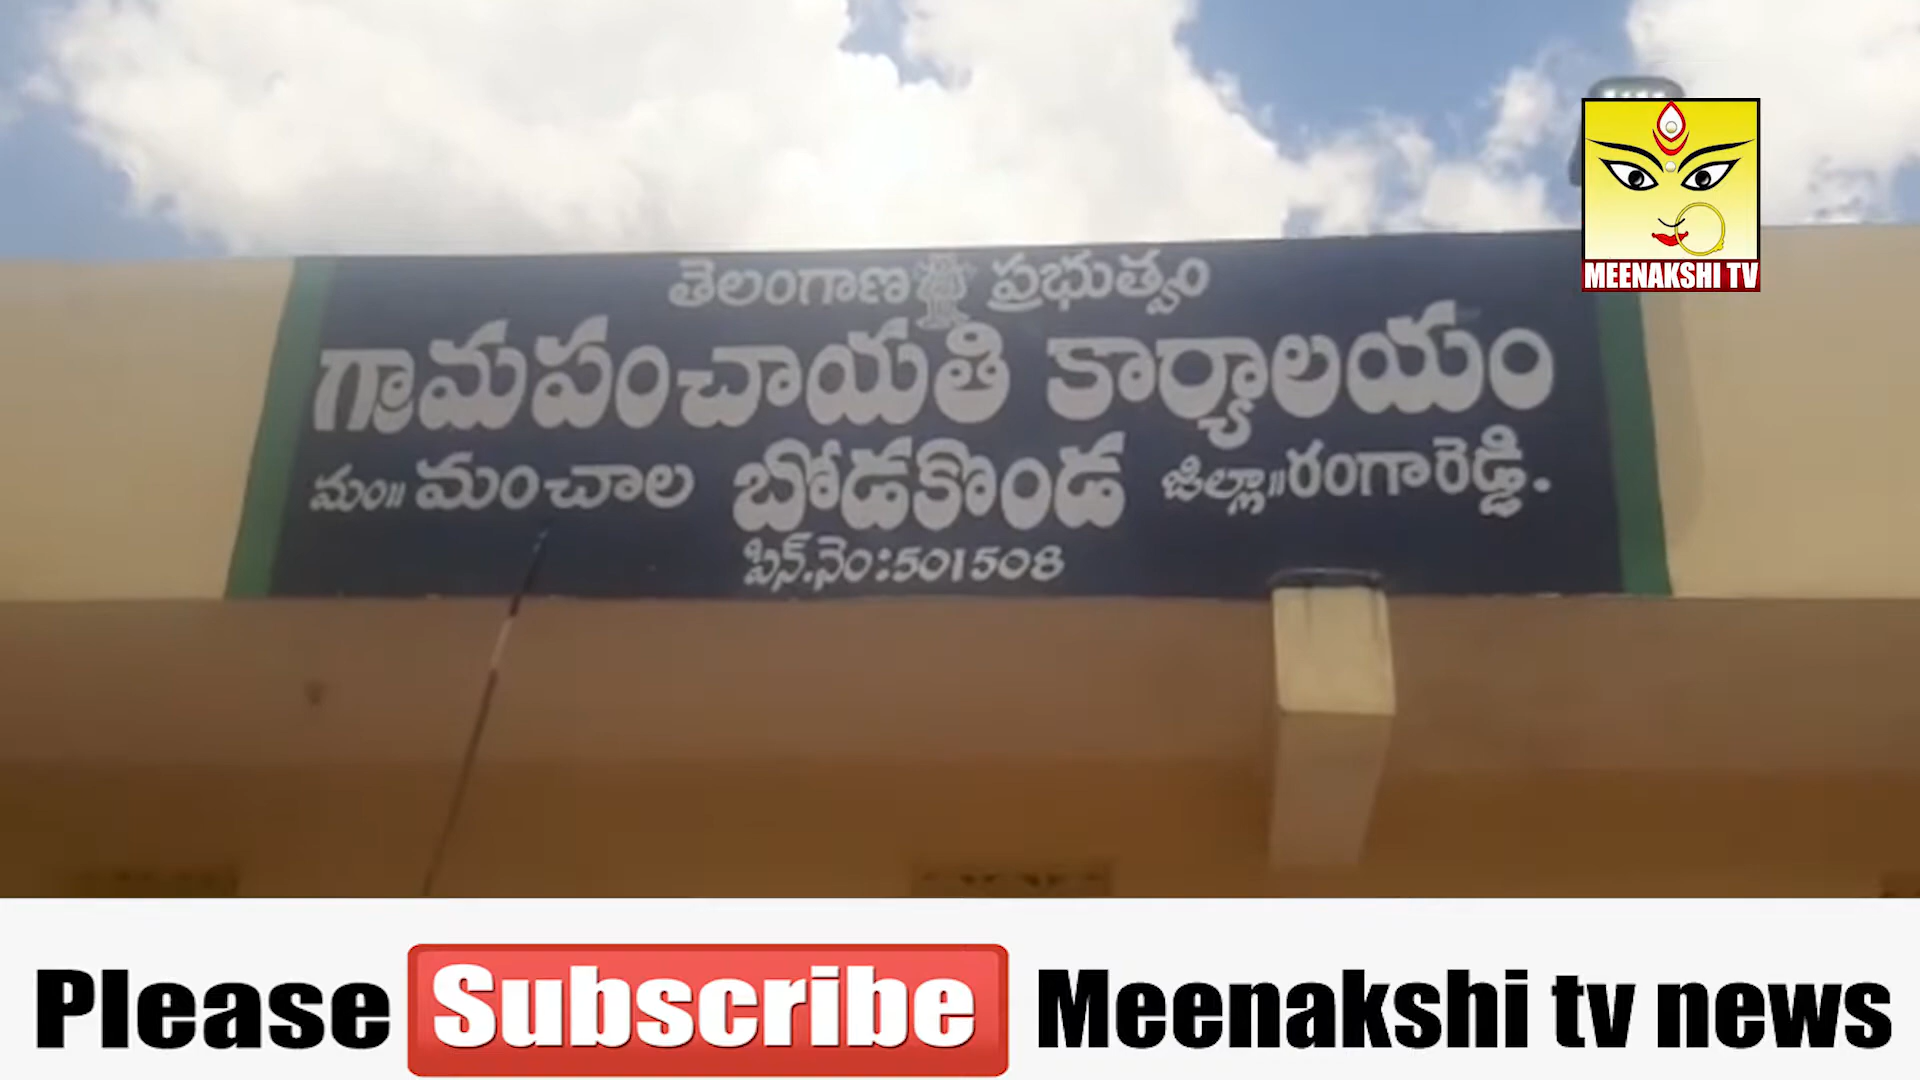 తెలంగాణ ప్రభుత్వం
గ్రామపంచాయతి కార్యాలయం
మం॥ మంచాల బోడకొండ జిల్లా॥రంగారెడ్డి.
పిన్.నెం:501508
MEENAKSHI TV
Please Subscribe Meenakshi tv news